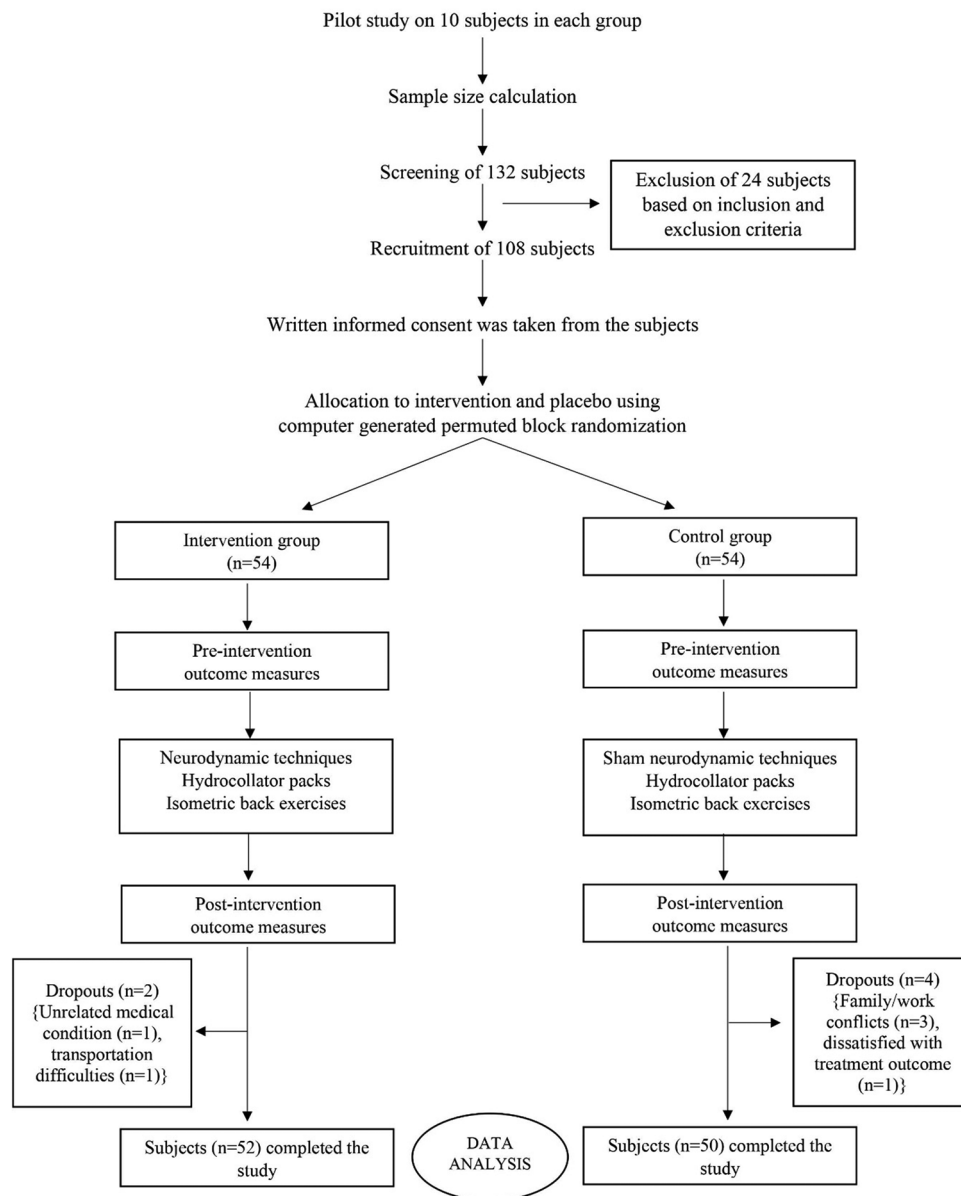 Pilot study on 10 subjects in each group
Sample size calculation
Screening of 132 subjects
Exclusion of 24 subjects
based on inclusion and
exclusion criteria
Recruitment of 108 subjects
Written informed consent was taken from the subjects
Allocation to intervention and placebo using
computer generated permuted block randomization
Intervention group
(n=54)
Control group
(n=54)
Pre-intervention
outcome measures
Pre-intervention
outcome measures
Neurodynamic techniques
Hydrocollator packs
Isometric back exercises
Sham neurodynamic techniques
Hydrocollator packs
Isometric back exercises
Post-intervention
outcome measures
Post-intervention
outcome measures
Dropouts (n=2)
{Unrelated medical
condition (n=1),
transportation
difficulties (n=1)}
Dropouts (n=4)
{Family/work
conflicts (n=3),
dissatisfied with
treatment outcome
(n=1)}
Subjects (n=52) completed the
study
DATA
ANALYSIS
Subjects (n=50) completed the
study